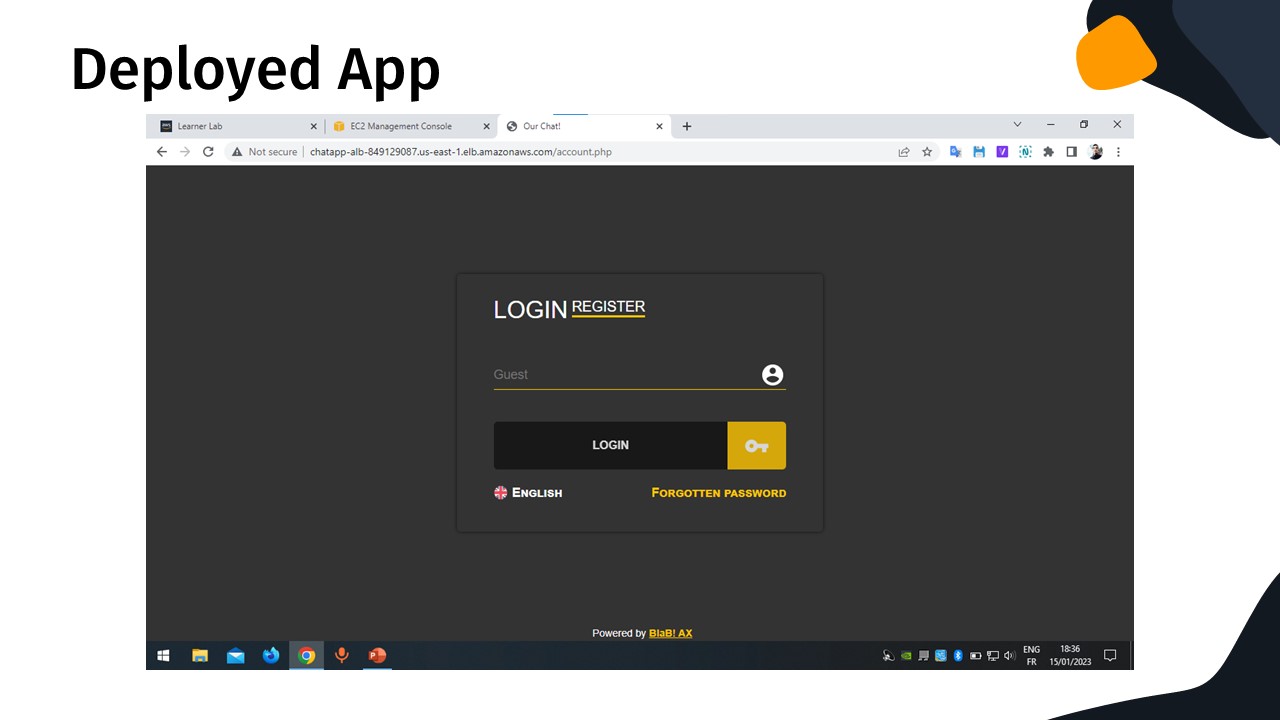 Deployed App
Learner Lab
EC2 Management Console
Our Chat!
Not secure
chatapp-alb-849129087.us-east-1.elb.amazonaws.com/account.php
LOGIN REGISTER
Guest
LOGIN
ENGLISH
FORGOTTEN PASSWORD
Powered by BlaB! AX
ENG
FR
18:36
15/01/2023